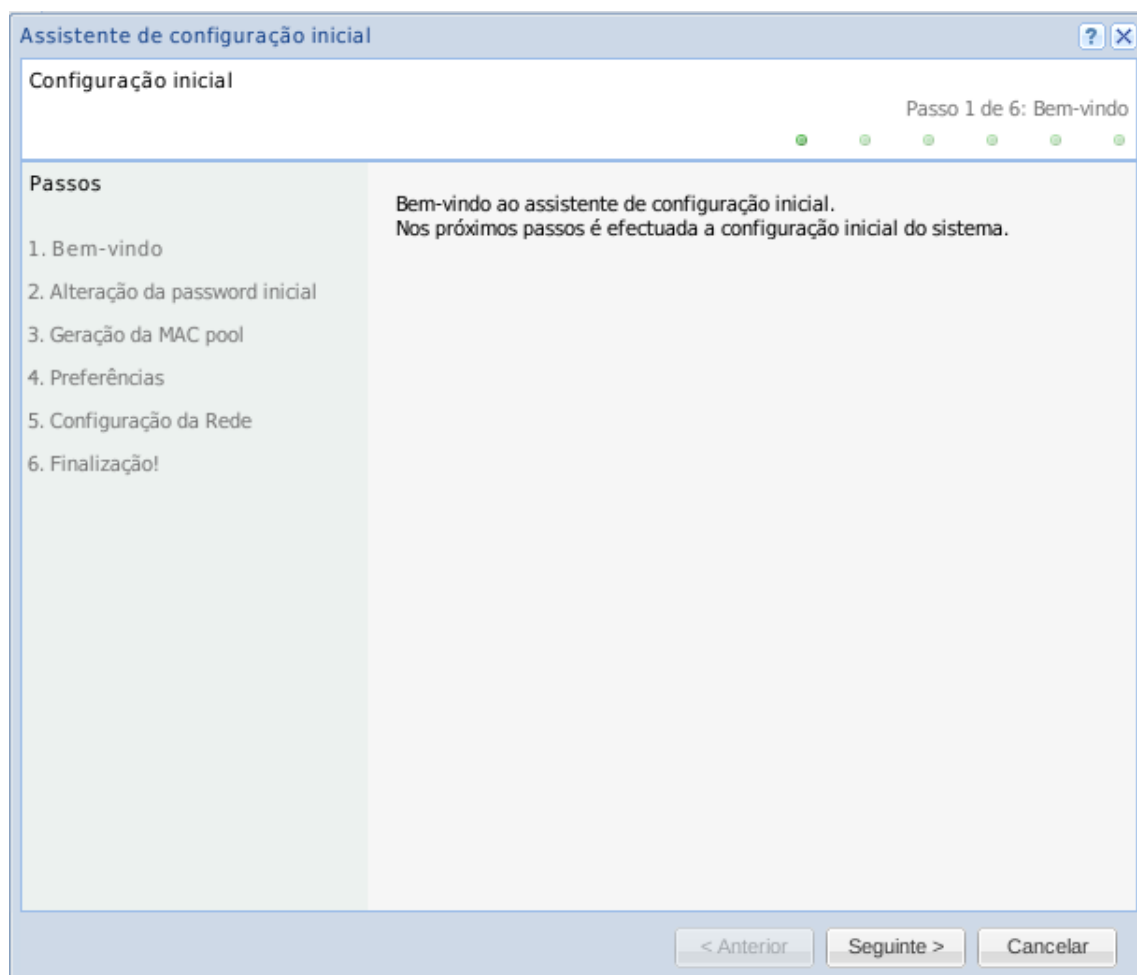 Assistente de configuração inicial
?
Configuração inicial
Passo 1 de 6: Bem-vindo
Passos
1. Bem-vindo
2. Alteração da password inicial
3. Geração da MAC pool
4. Preferências
5. Configuração da Rede
6. Finalização!
Bem-vindo ao assistente de configuração inicial.
Nos próximos passos é efectuada a configuração inicial do sistema.
< Anterior
Seguinte >
Cancelar